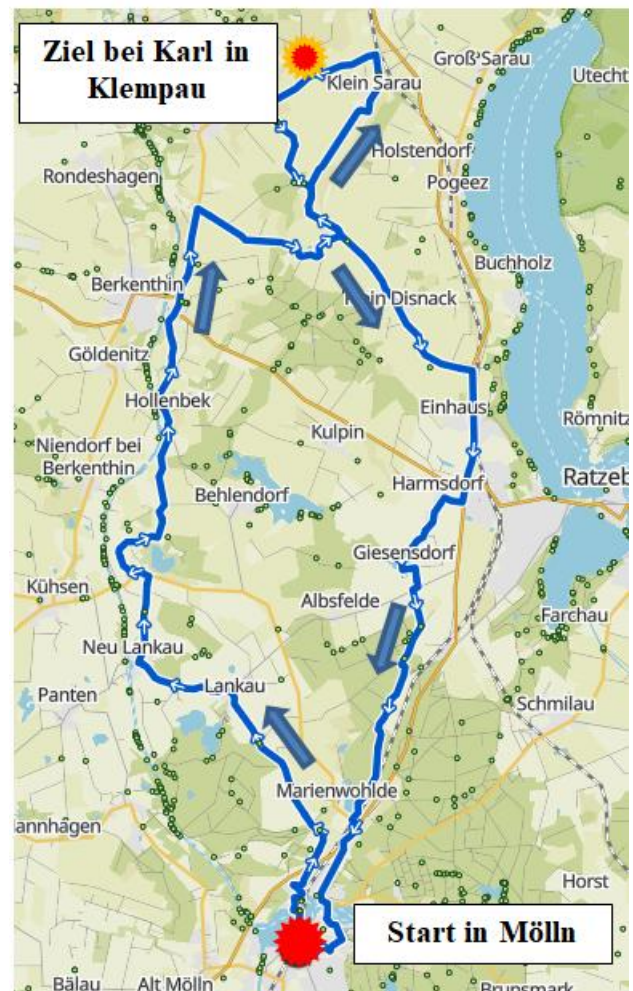 Ziel bei Karl in
Klempau
Groß Sarau
Utecht
Klein Sarau
Holstendorf
Rondeshagen
Pogeez
Buchholz
Berkenthin
Disnack
Göldenitz
Hollenbek
Einhaus
Römnitz
Kulpin
Niendorf bei
Berkenthin
Behlendorf
Harmsdorf
Ratzeb
Giesensdorf
Kühsen
Albsfelde
Farchau
Neu Lankau
Lankau
Panten
Schmilau
Marienwohlde
annhagen
Horst
Start in Mölln
Bälau
Alt Mölln
Brunsmark